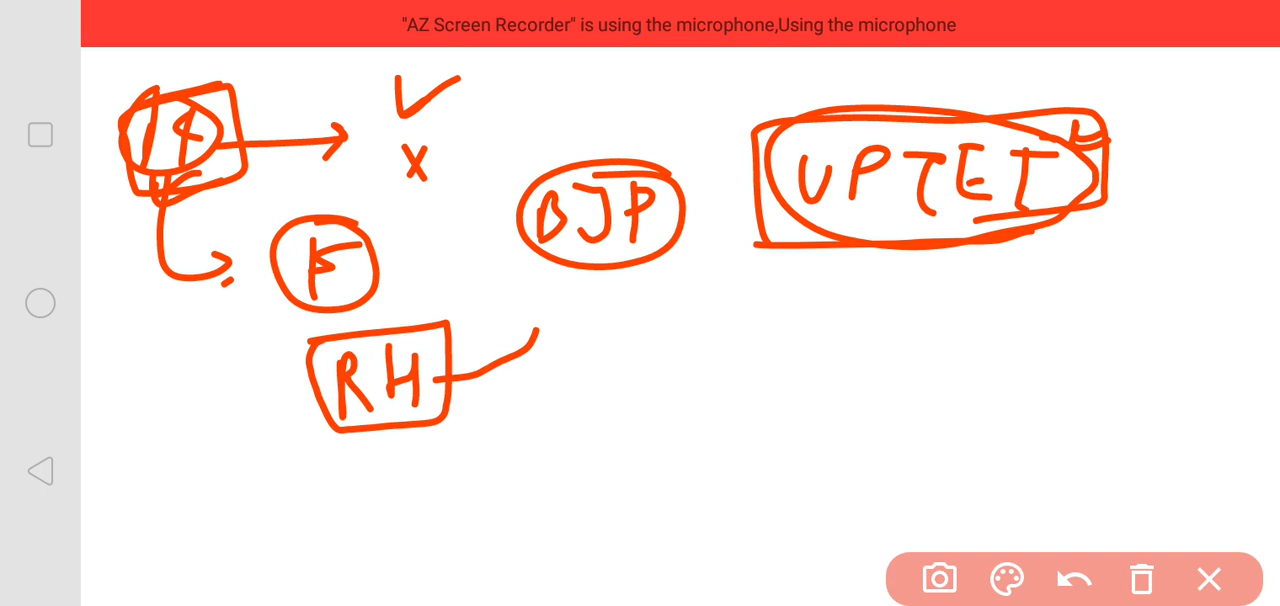 "AZ Screen Recorder" is using the microphone,Using the microphone
BJP
UPTET
RH